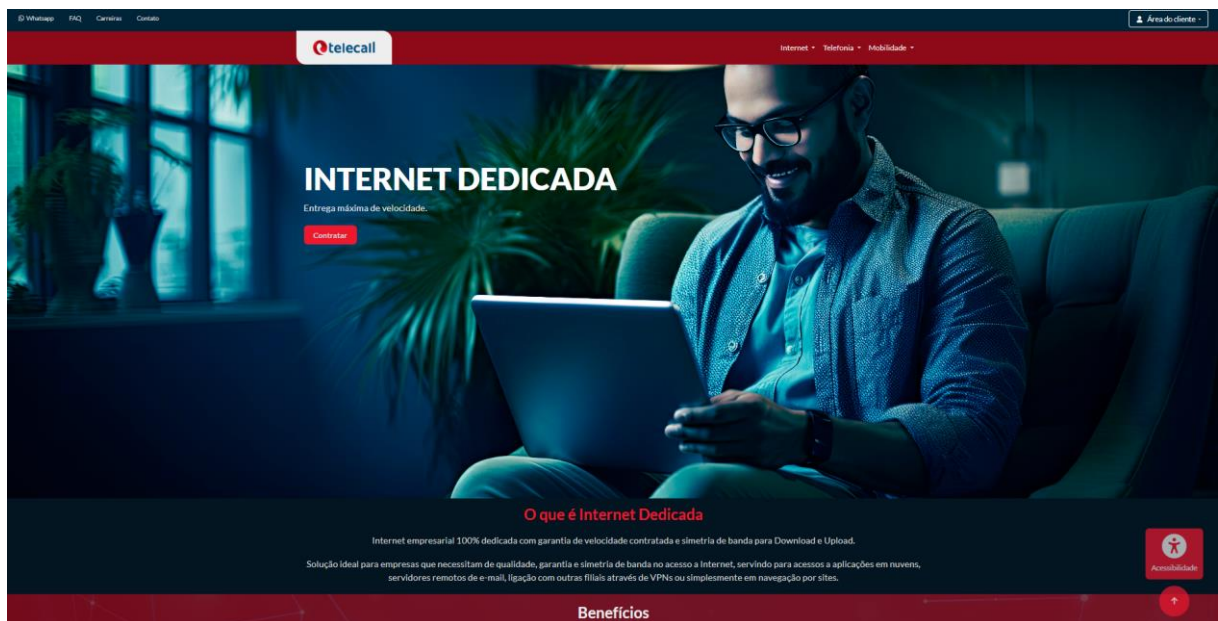 Whatsapp FAQ Carreiras Contato
Área do cliente
telecall
Internet Telefonia Mobilidade
INTERNET DEDICADA
Entrega máxima de velocidade.
Contratar
O que é Internet Dedicada
Internet empresarial 100% dedicada com garantia de velocidade contratada e simetria de banda para Download e Upload.
Solução ideal para empresas que necessitam de qualidade, garantia e simetria de banda no acesso a Internet, servindo para acessos a aplicações em nuvens,
servidores remotos de e-mail, ligação com outras filiais através de VPNs ou simplesmente em navegação por sites.
Acessibilidade
Benefícios